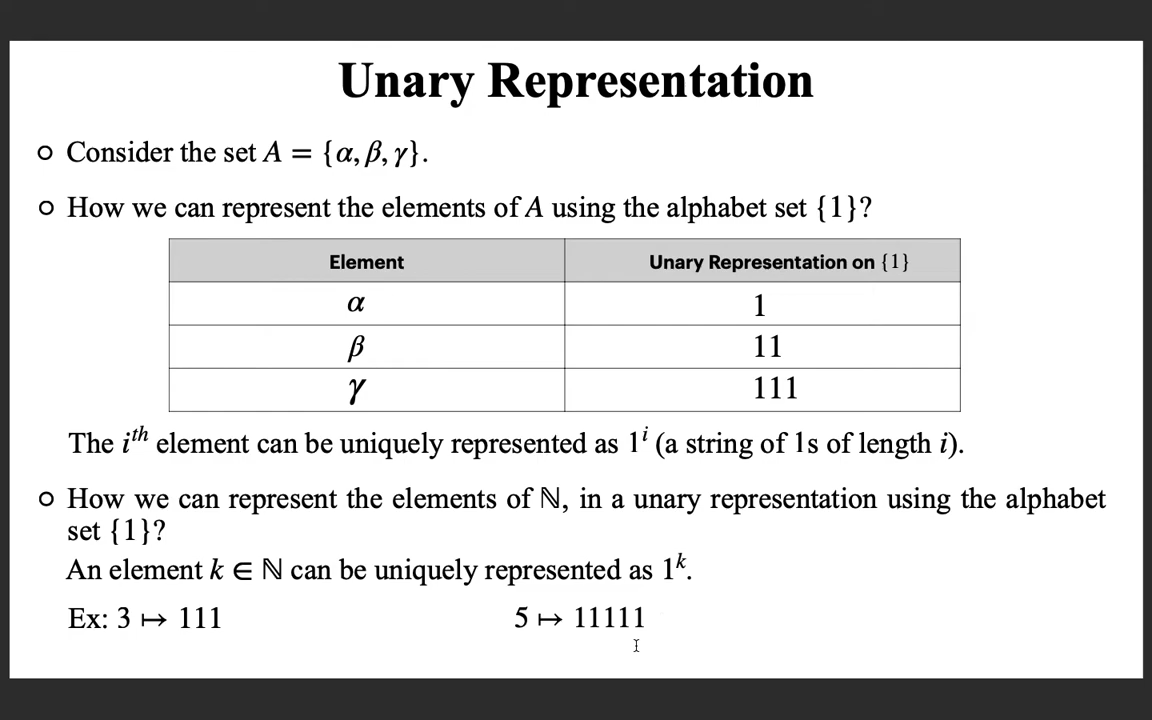 Unary Representation
Consider the set A = {α, β, γ}.
How we can represent the elements of A using the alphabet set {1}?
Element Unary Representation on {1}
α 1
β 11
γ 111
The iᵗʰ element can be uniquely represented as 1ⁱ (a string of 1s of length i).
How we can represent the elements of ℕ, in a unary representation using the alphabet
set {1}?
An element k ∈ ℕ can be uniquely represented as 1ᵏ.
Ex: 3 ↦ 111 5 ↦ 11111